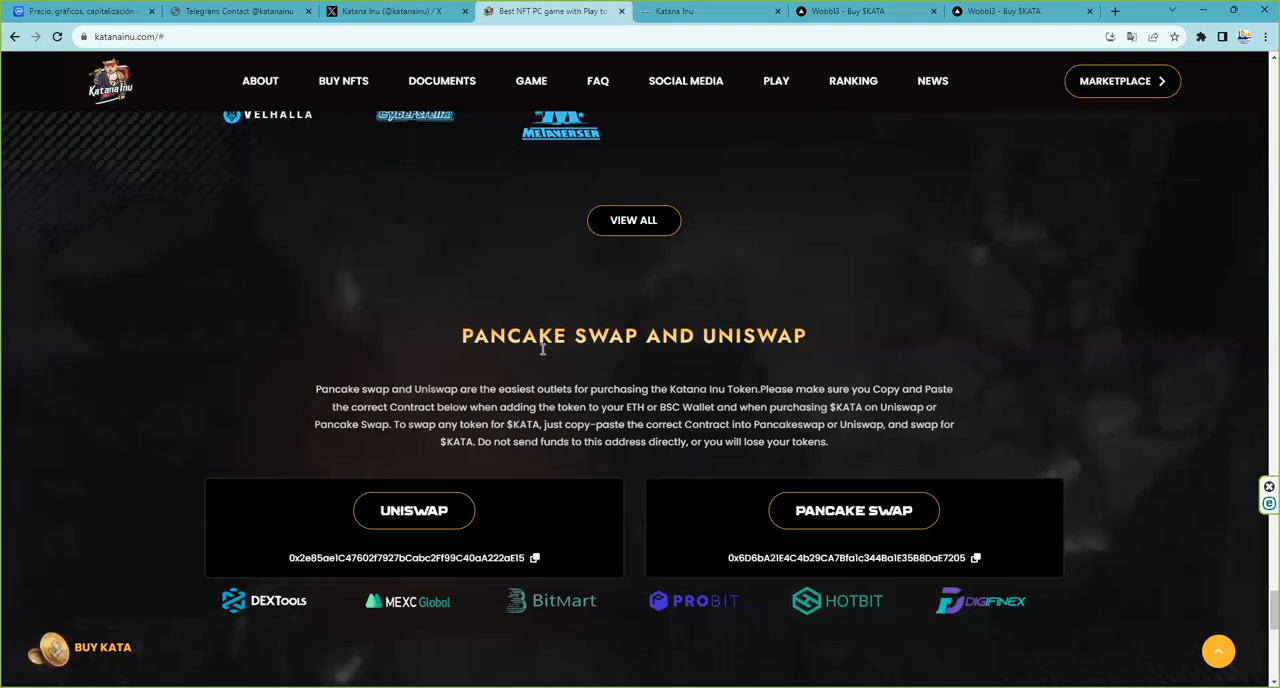 Precio, gráficos, capitalización d
Telegram: Contact @katanainu
Katana Inu (@katanainu) / X
Best NFT PC game with Play to
Katana Inu
Wobbl3 - Buy $KATA
Wobbl3 - Buy $KATA
katanainu.com/#
Katana Inu
ABOUT
BUY NFTS
DOCUMENTS
GAME
FAQ
SOCIAL MEDIA
PLAY
RANKING
NEWS
MARKETPLACE
VELHALLA
Cyberstella
METAVERSER
VIEW ALL
PANCAKE SWAP AND UNISWAP
Pancake swap and Uniswap are the easiest outlets for purchasing the Katana Inu Token.Please make sure you Copy and Paste
the correct Contract below when adding the token to your ETH or BSC Wallet and when purchasing $KATA on Uniswap or
Pancake Swap. To swap any token for $KATA, just copy-paste the correct Contract into Pancakeswap or Uniswap, and swap for
$KATA. Do not send funds to this address directly, or you will lose your tokens.
UNISWAP
PANCAKE SWAP
0x2e85ae1C47602f7927bCabc2Ff99C40aA222aE15
0x6D6bA21E4C4b29CA7Bfa1c344Ba1E35B8DaE7205
DEXTools
MEXC Global
BitMart
PROBIT
HOTBIT
DIGIFINEX
BUY KATA